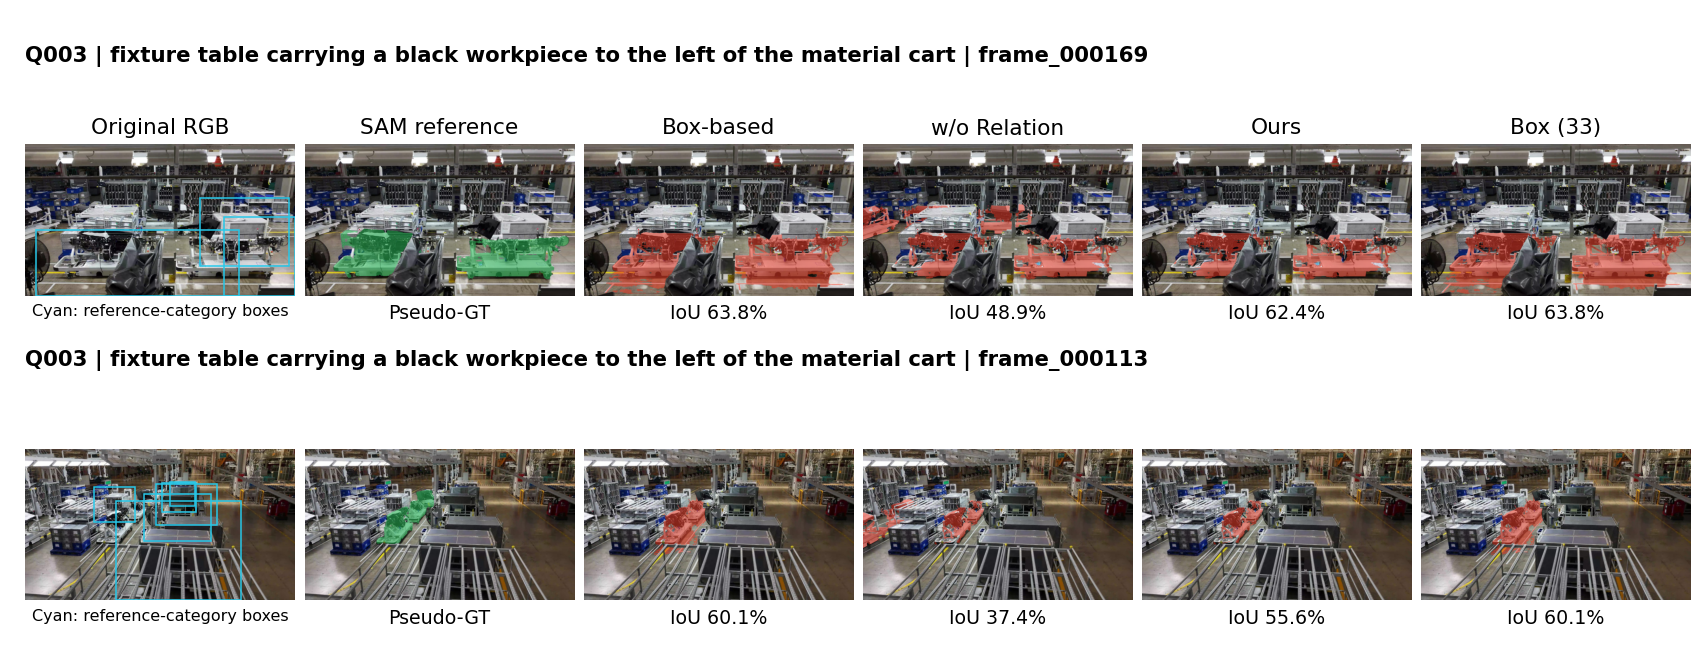 Q003 | fixture table carrying a black workpiece to the left of the material cart | frame_000169
Original RGB SAM reference Box-based w/o Relation Ours Box (33)
Cyan: reference-category boxes Pseudo-GT IoU 63.8% IoU 48.9% IoU 62.4% IoU 63.8%
Q003 | fixture table carrying a black workpiece to the left of the material cart | frame_000113
Cyan: reference-category boxes Pseudo-GT IoU 60.1% IoU 37.4% IoU 55.6% IoU 60.1%